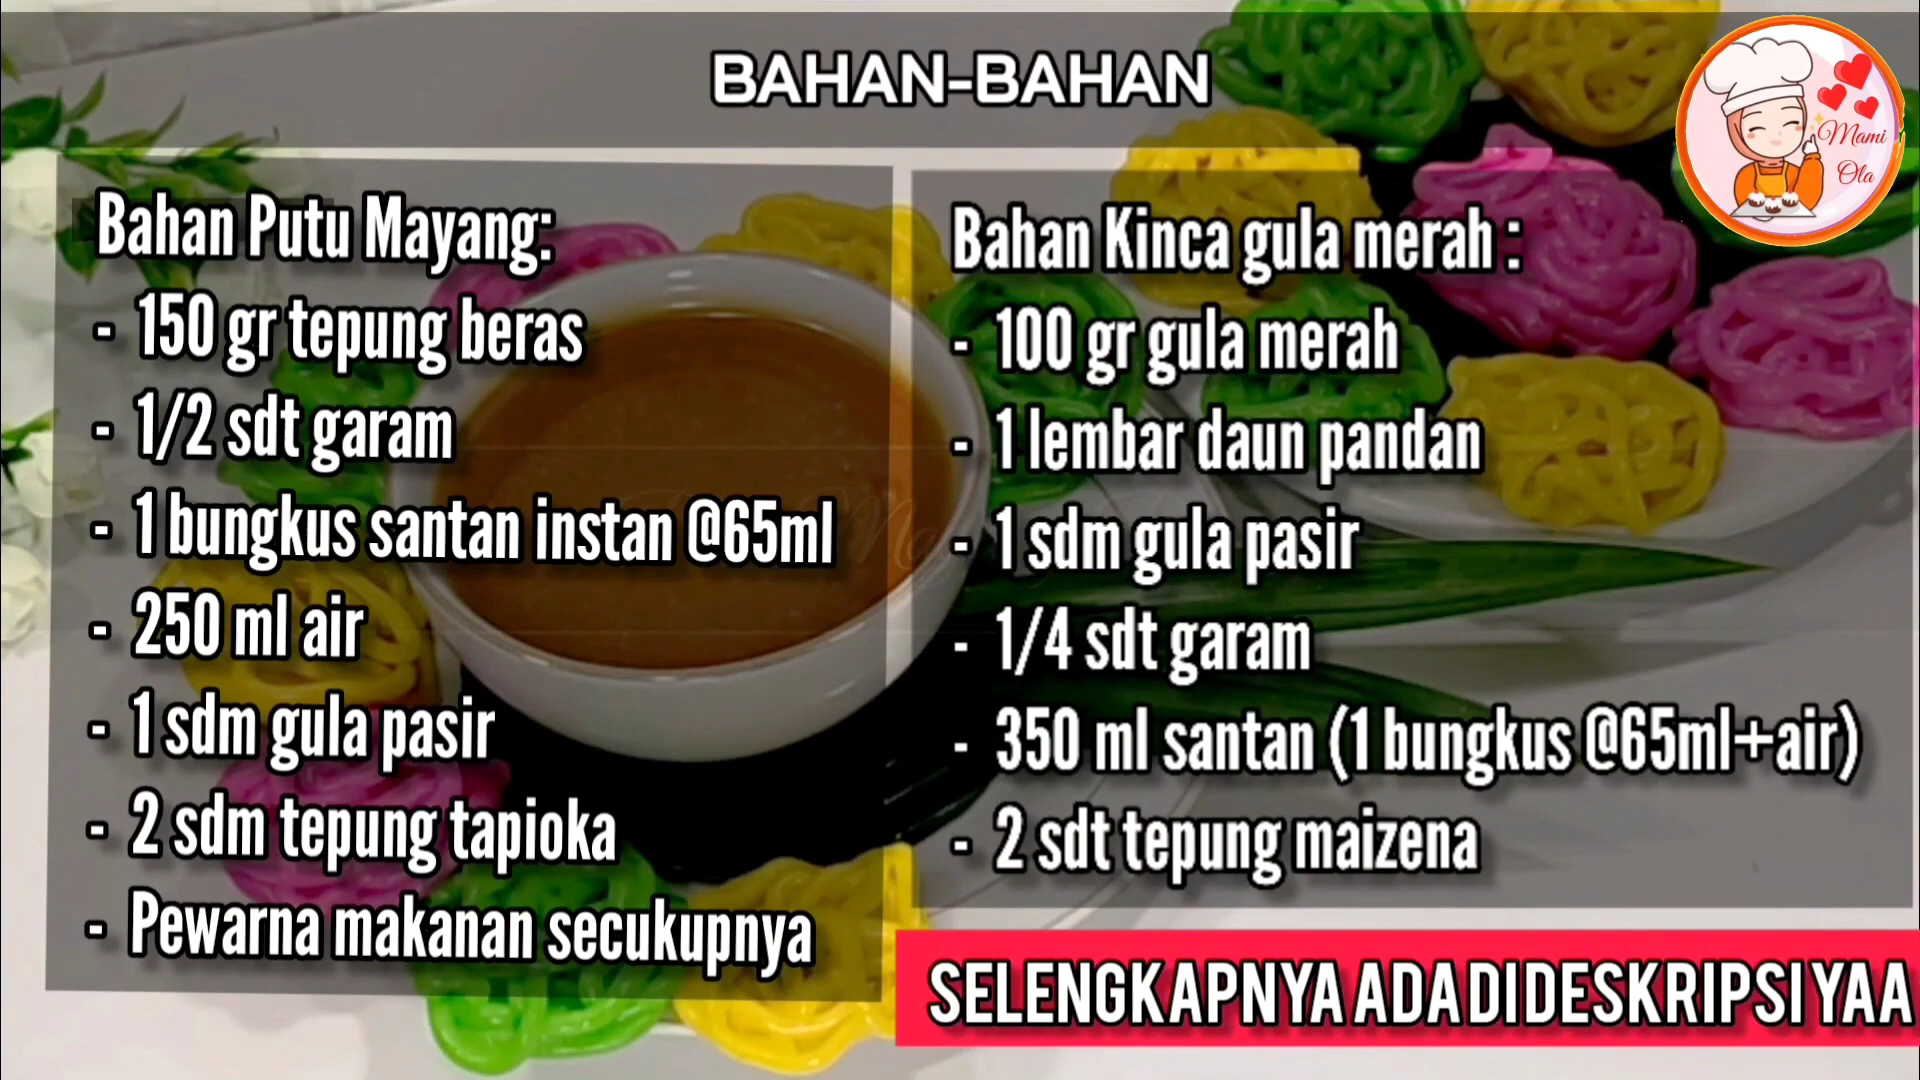 BAHAN-BAHAN
Mami
Ola
Bahan Putu Mayang:
- 150 gr tepung beras
- 1/2 sdt garam
- 1 bungkus santan instan @65ml
- 250 ml air
- 1 sdm gula pasir
- 2 sdm tepung tapioka
- Pewarna makanan secukupnya
Bahan Kinca gula merah :
- 100 gr gula merah
- 1 lembar daun pandan
- 1 sdm gula pasir
- 1/4 sdt garam
- 350 ml santan (1 bungkus @65ml+air)
- 2 sdt tepung maizena
SELENGKAPNYA ADA DI DESKRIPSI YAA